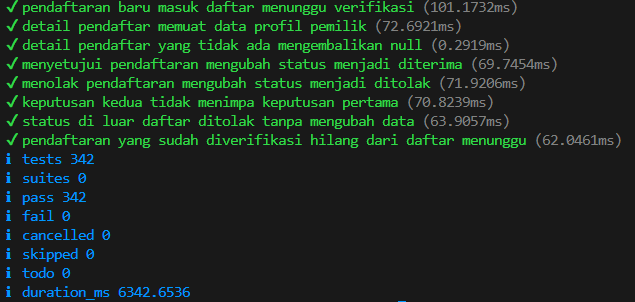 ✔ pendaftaran baru masuk daftar menunggu verifikasi (101.1732ms)
✔ detail pendaftar memuat data profil pemilik (72.6921ms)
✔ detail pendaftar yang tidak ada mengembalikan null (0.2919ms)
✔ menyetujui pendaftaran mengubah status menjadi diterima (69.7454ms)
✔ menolak pendaftaran mengubah status menjadi ditolak (71.9206ms)
✔ keputusan kedua tidak menimpa keputusan pertama (70.8239ms)
✔ status di luar daftar ditolak tanpa mengubah data (63.9057ms)
✔ pendaftaran yang sudah diverifikasi hilang dari daftar menunggu (62.0461ms)
ℹ tests 342
ℹ suites 0
ℹ pass 342
ℹ fail 0
ℹ cancelled 0
ℹ skipped 0
ℹ todo 0
ℹ duration_ms 6342.6536